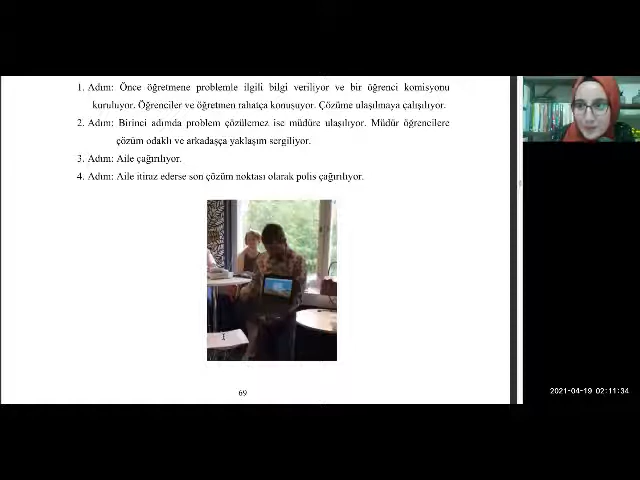 1. Adım: Önce öğretmene problemle ilgili bilgi veriliyor ve bir öğrenci komisyonu
kuruluyor. Öğrenciler ve öğretmen rahatça konuşuyor. Çözüme ulaşılmaya çalışılıyor.
2. Adım: Birinci adımda problem çözülemez ise müdüre ulaşılıyor. Müdür öğrencilere
çözüm odaklı ve arkadaşça yaklaşım sergiliyor.
3. Adım: Aile çağırılıyor.
4. Adım: Aile itiraz ederse son çözüm noktası olarak polis çağırılıyor.
69
2021-04-19 02:11:34